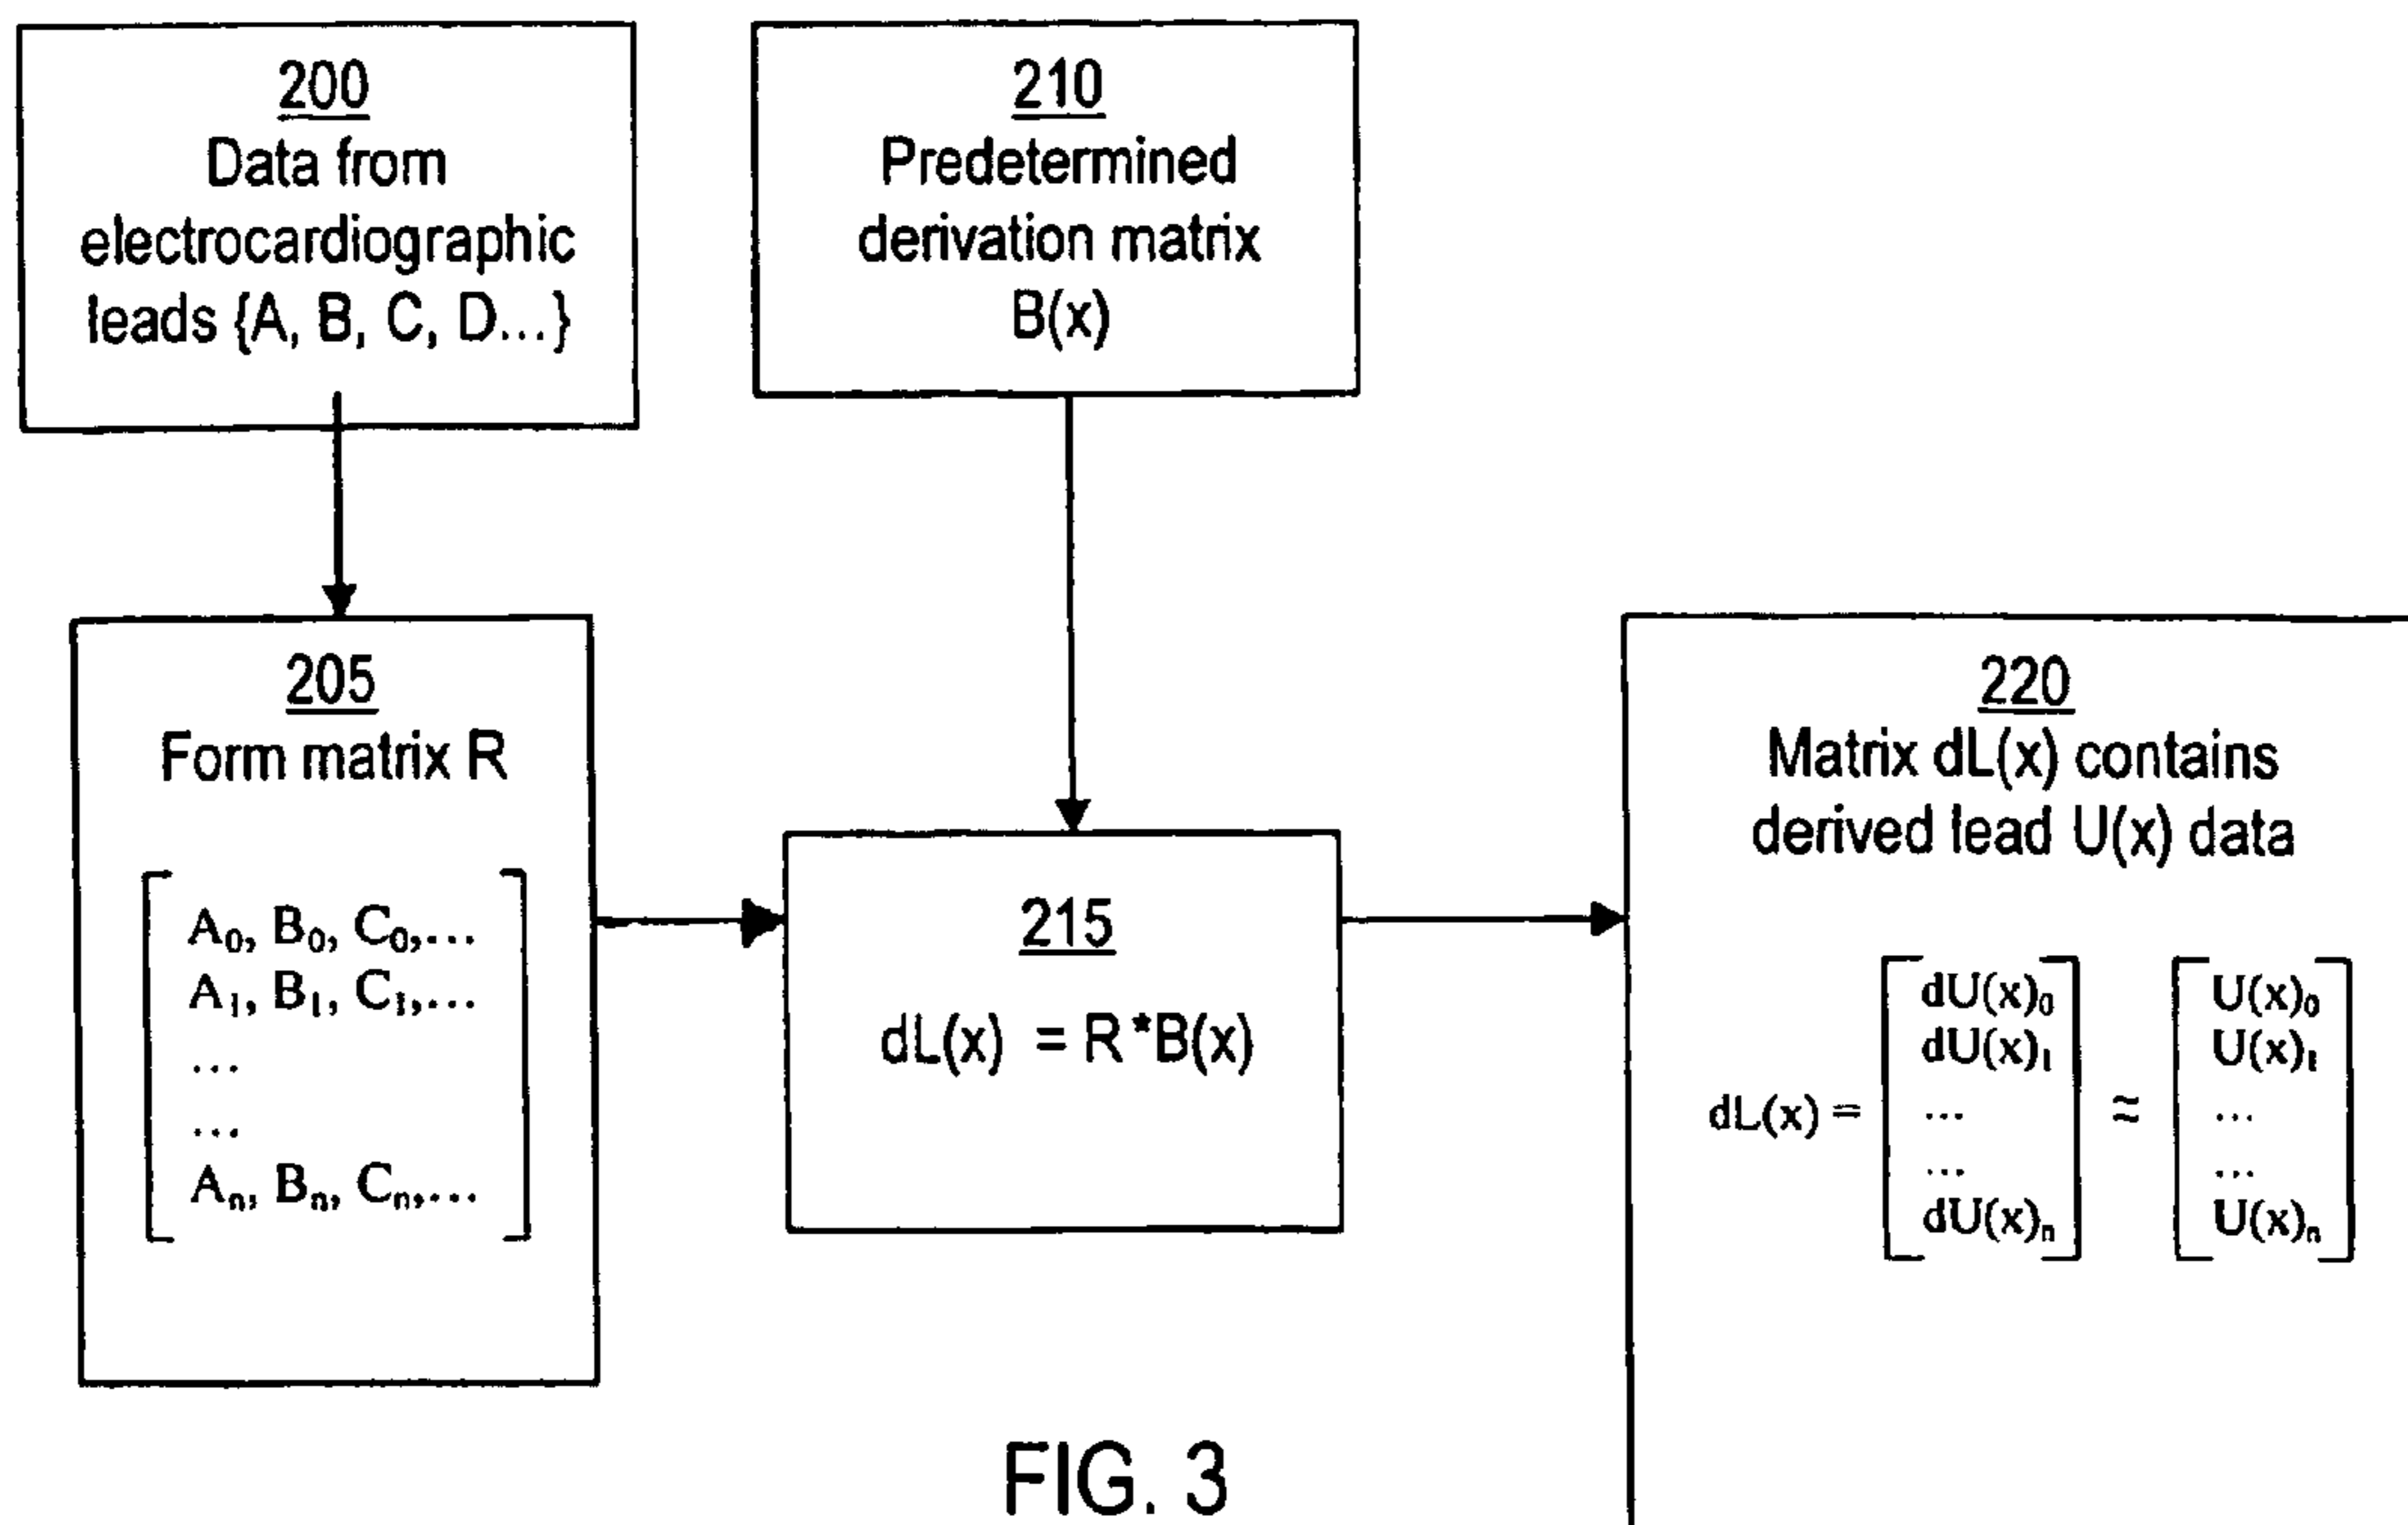 200
Data from
electrocardiographic
leads {A, B, C, D...}
210
Predetermined
derivation matrix
B(x)
205
Form matrix R
A₀, B₀, C₀,...
A₁, B₁, C₁,...
...
...
Aₙ, Bₙ, Cₙ,...
215
dL(x) = R*B(x)
220
Matrix dL(x) contains
derived lead U(x) data
dU(x)₀ U(x)₀
dU(x)₁ U(x)₁
dL(x) = ... ≈ ...
... ...
dU(x)ₙ U(x)ₙ
FIG. 3